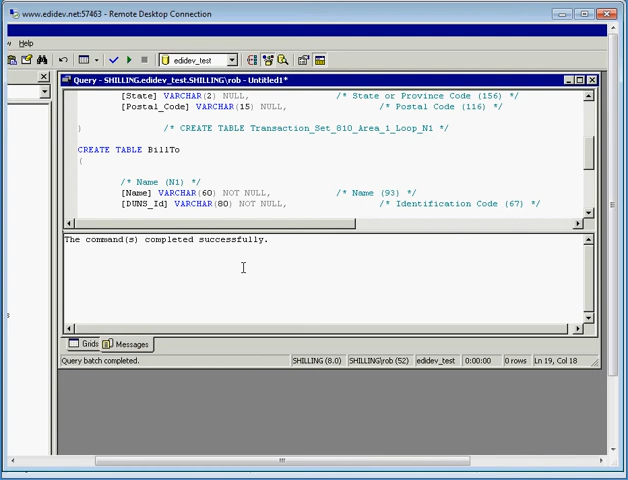 www.edidev.net:57463 - Remote Desktop Connection
w Help
edidev_test
Query - SHILLING.edidev_test.SHILLING\rob - Untitled1*
[State] VARCHAR(2) NULL, /* State or Province Code (156) */
[Postal_Code] VARCHAR(15) NULL, /* Postal Code (116) */
) /* CREATE TABLE Transaction_Set_810_Area_1_Loop_N1 */
CREATE TABLE BillTo
(
/* Name (N1) */
[Name] VARCHAR(60) NOT NULL, /* Name (93) */
[DUNS_Id] VARCHAR(80) NOT NULL, /* Identification Code (67) */
The command(s) completed successfully.
Grids Messages
Query batch completed. SHILLING (8.0) SHILLING\rob (52) edidev_test 0:00:00 0 rows Ln 19, Col 18